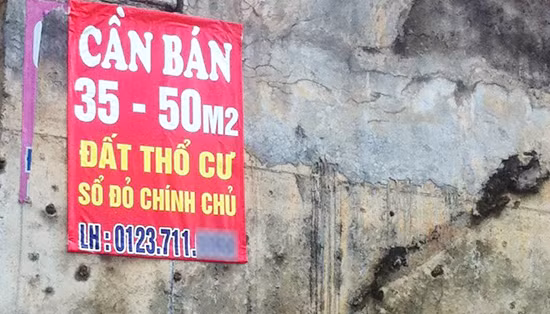 CẦN BÁN
35 - 50M2
ĐẤT THỔ CƯ
SỔ ĐỎ CHÍNH CHỦ
LH : 0123.711.